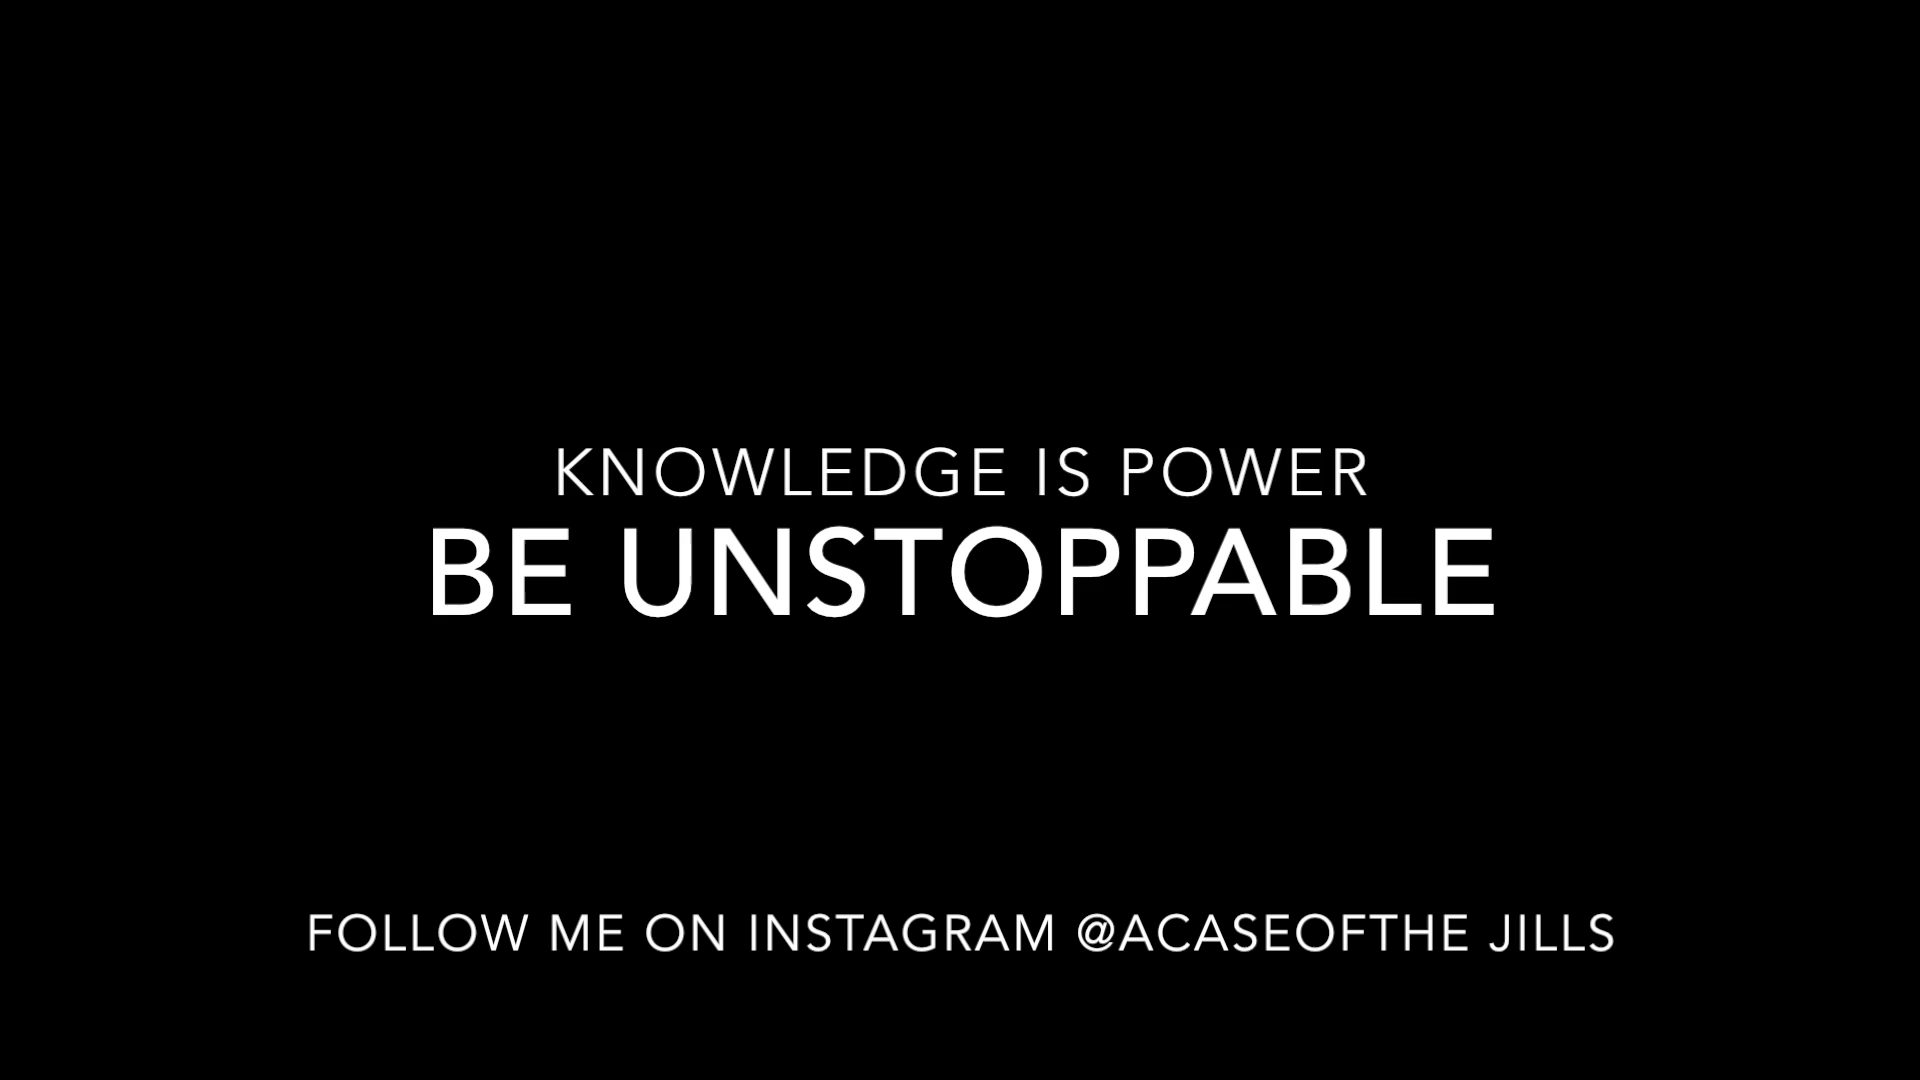 KNOWLEDGE IS POWER
BE UNSTOPPABLE
FOLLOW ME ON INSTAGRAM @ACASEOFTHE JILLS